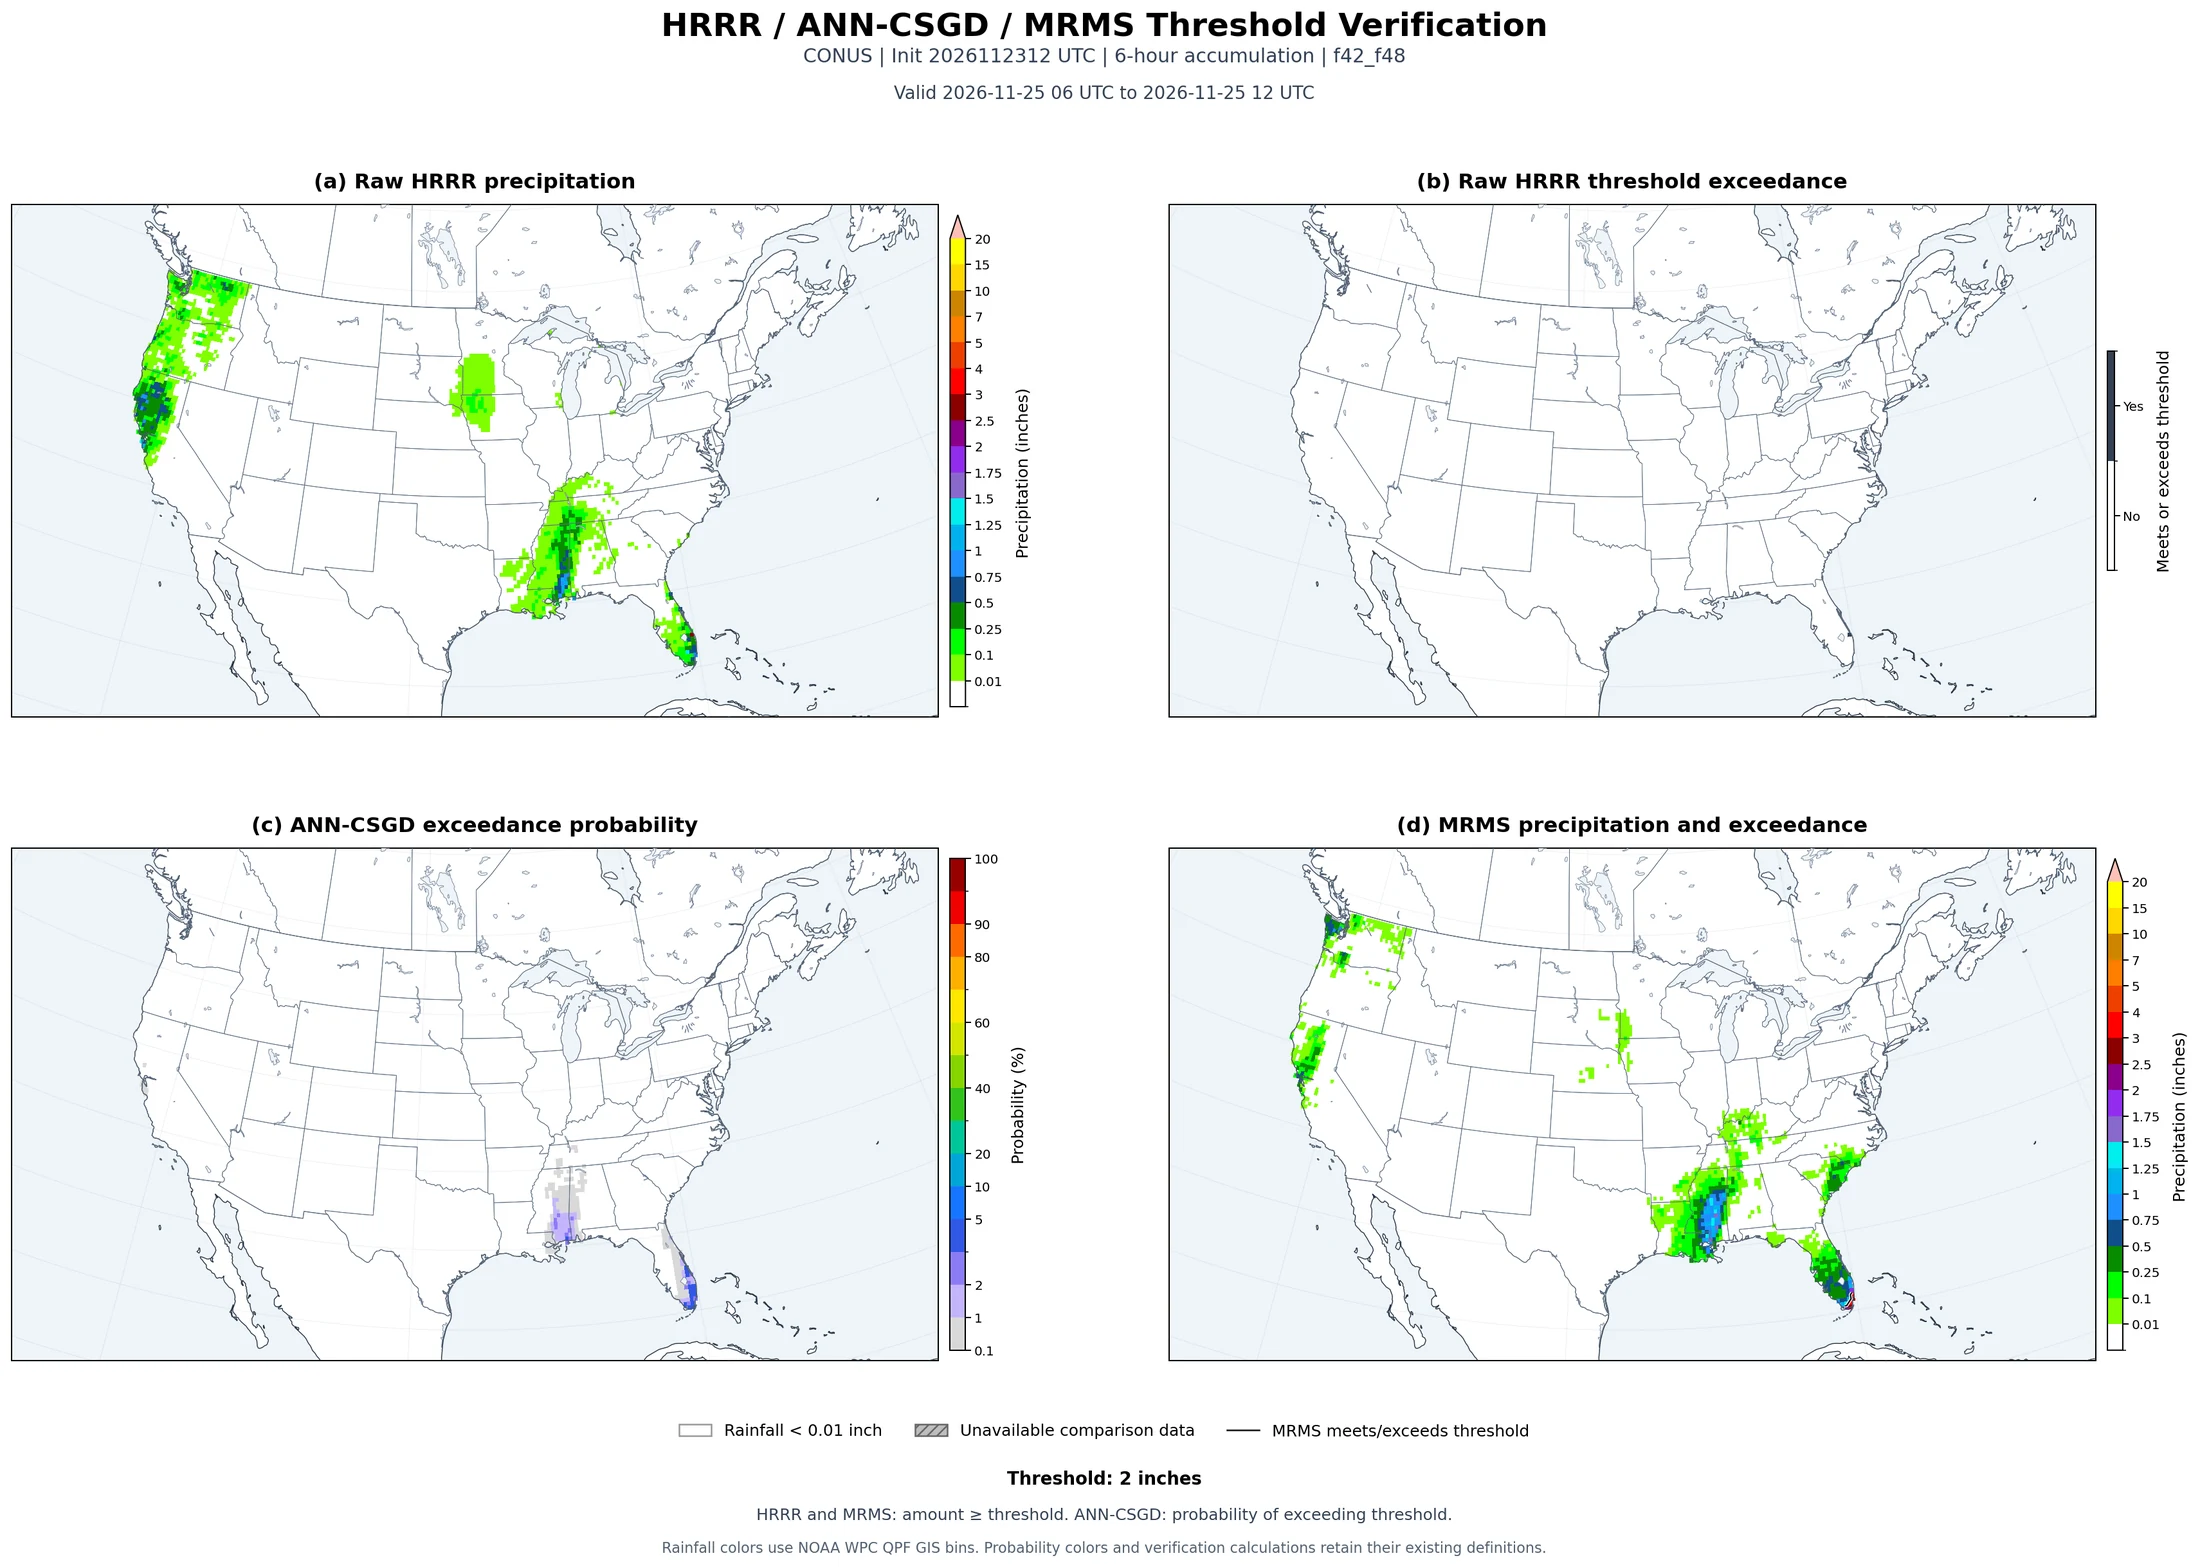 HRRR / ANN-CSGD / MRMS Threshold Verification
CONUS | Init 2026112312 UTC | 6-hour accumulation | f42_f48
Valid 2026-11-25 06 UTC to 2026-11-25 12 UTC
(a) Raw HRRR precipitation
20
15
10
7
5
4
3
2.5
2
1.75
1.5
1.25
1
0.75
0.5
0.25
0.1
0.01
Precipitation (inches)
(b) Raw HRRR threshold exceedance
Yes
No
Meets or exceeds threshold
(c) ANN-CSGD exceedance probability
100
90
80
60
40
20
10
5
2
1
0.1
Probability (%)
(d) MRMS precipitation and exceedance
20
15
10
7
5
4
3
2.5
2
1.75
1.5
1.25
1
0.75
0.5
0.25
0.1
0.01
Precipitation (inches)
Rainfall < 0.01 inch
Unavailable comparison data
MRMS meets/exceeds threshold
Threshold: 2 inches
HRRR and MRMS: amount ≥ threshold. ANN-CSGD: probability of exceeding threshold.
Rainfall colors use NOAA WPC QPF GIS bins. Probability colors and verification calculations retain their existing definitions.